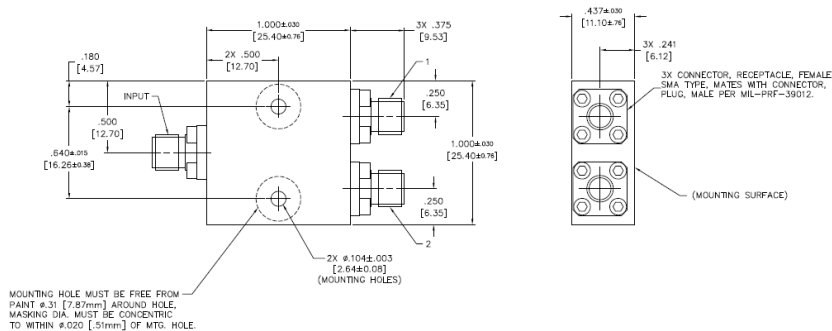 1.000±.030
[25.40±0.76]
3X .375
[9.53]
2X .500
[12.70]
.180
[4.57]
1
INPUT
.250
[6.35]
.500
[12.70]
1.000±.030
[25.40±0.76]
.640±.015
[16.26±0.38]
.250
[6.35]
2
2X ø.104±.003
[2.64±0.08]
(MOUNTING HOLES)
MOUNTING HOLE MUST BE FREE FROM
PAINT ø.31 [7.87mm] AROUND HOLE,
MASKING DIA. MUST BE CONCENTRIC
TO WITHIN ø.020 [.51mm] OF MTG. HOLE.
.437±.030
[11.10±.76]
3X .241
[6.12]
3X CONNECTOR, RECEPTACLE, FEMALE
SMA TYPE, MATES WITH CONNECTOR,
PLUG, MALE PER MIL-PRF-39012.
(MOUNTING SURFACE)